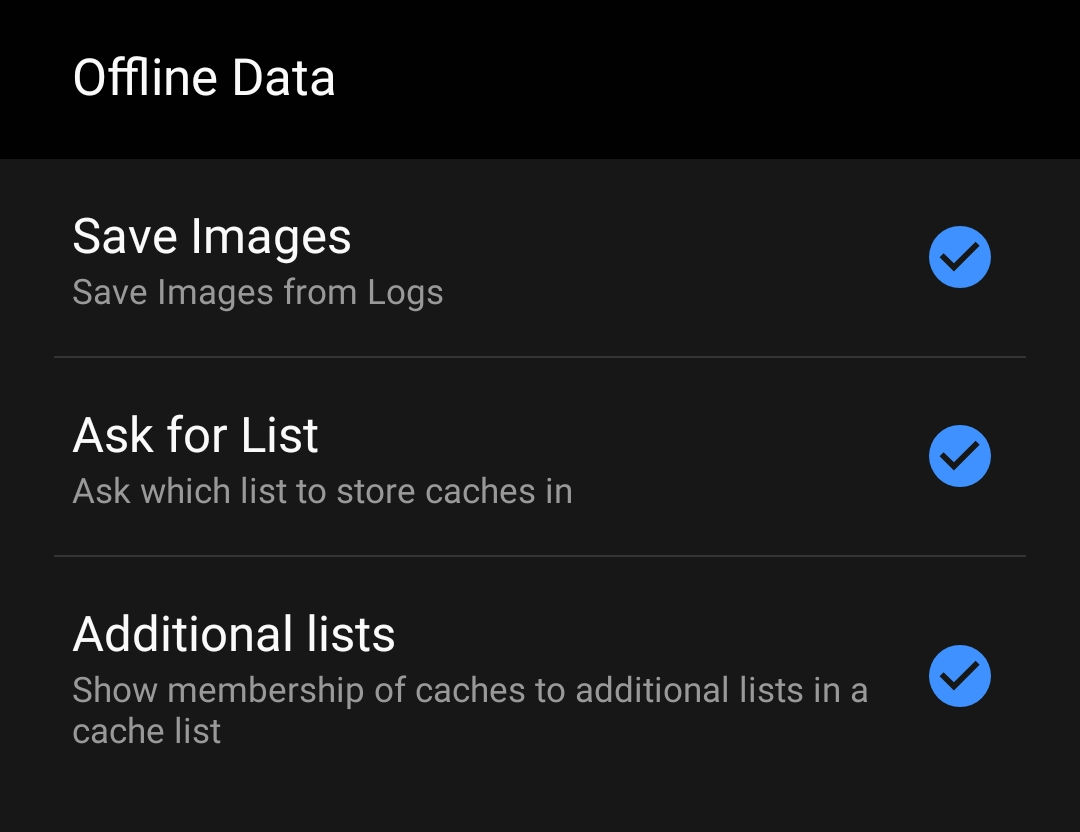 Offline Data
Save Images
Save Images from Logs
Ask for List
Ask which list to store caches in
Additional lists
Show membership of caches to additional lists in a
cache list